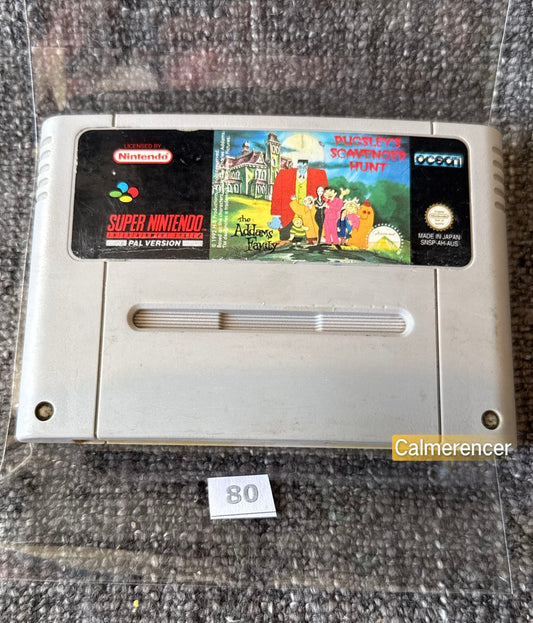 LICENSED BY
Nintendo
SUPER NINTENDO
ENTERTAINMENT SYSTEM
PAL VERSION
PUGSLEY'S
SCAVENGER
HUNT
the
Addams
Family
ocean
MADE IN JAPAN
SNSP-AH-AUS
Calmerencer
80